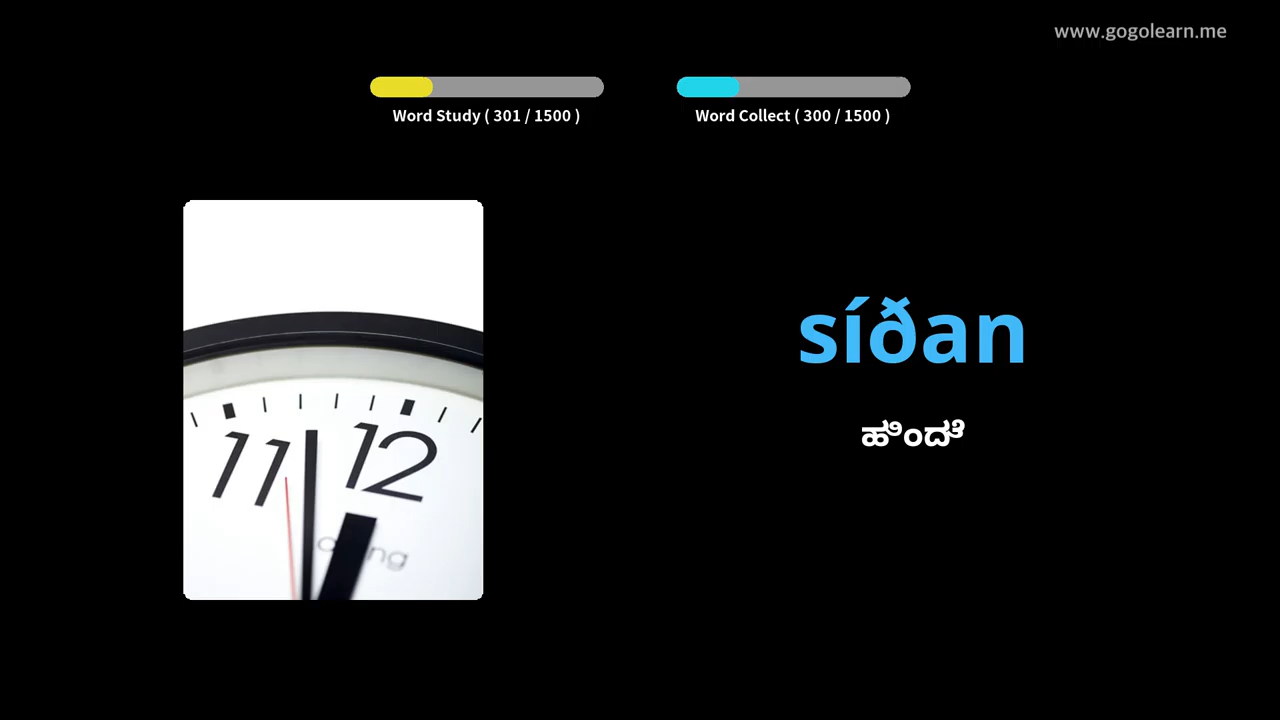 www.gogolearn.me
Word Study ( 301 / 1500 )
Word Collect ( 300 / 1500 )
síðan
ಹಿಂದೆ
11 12